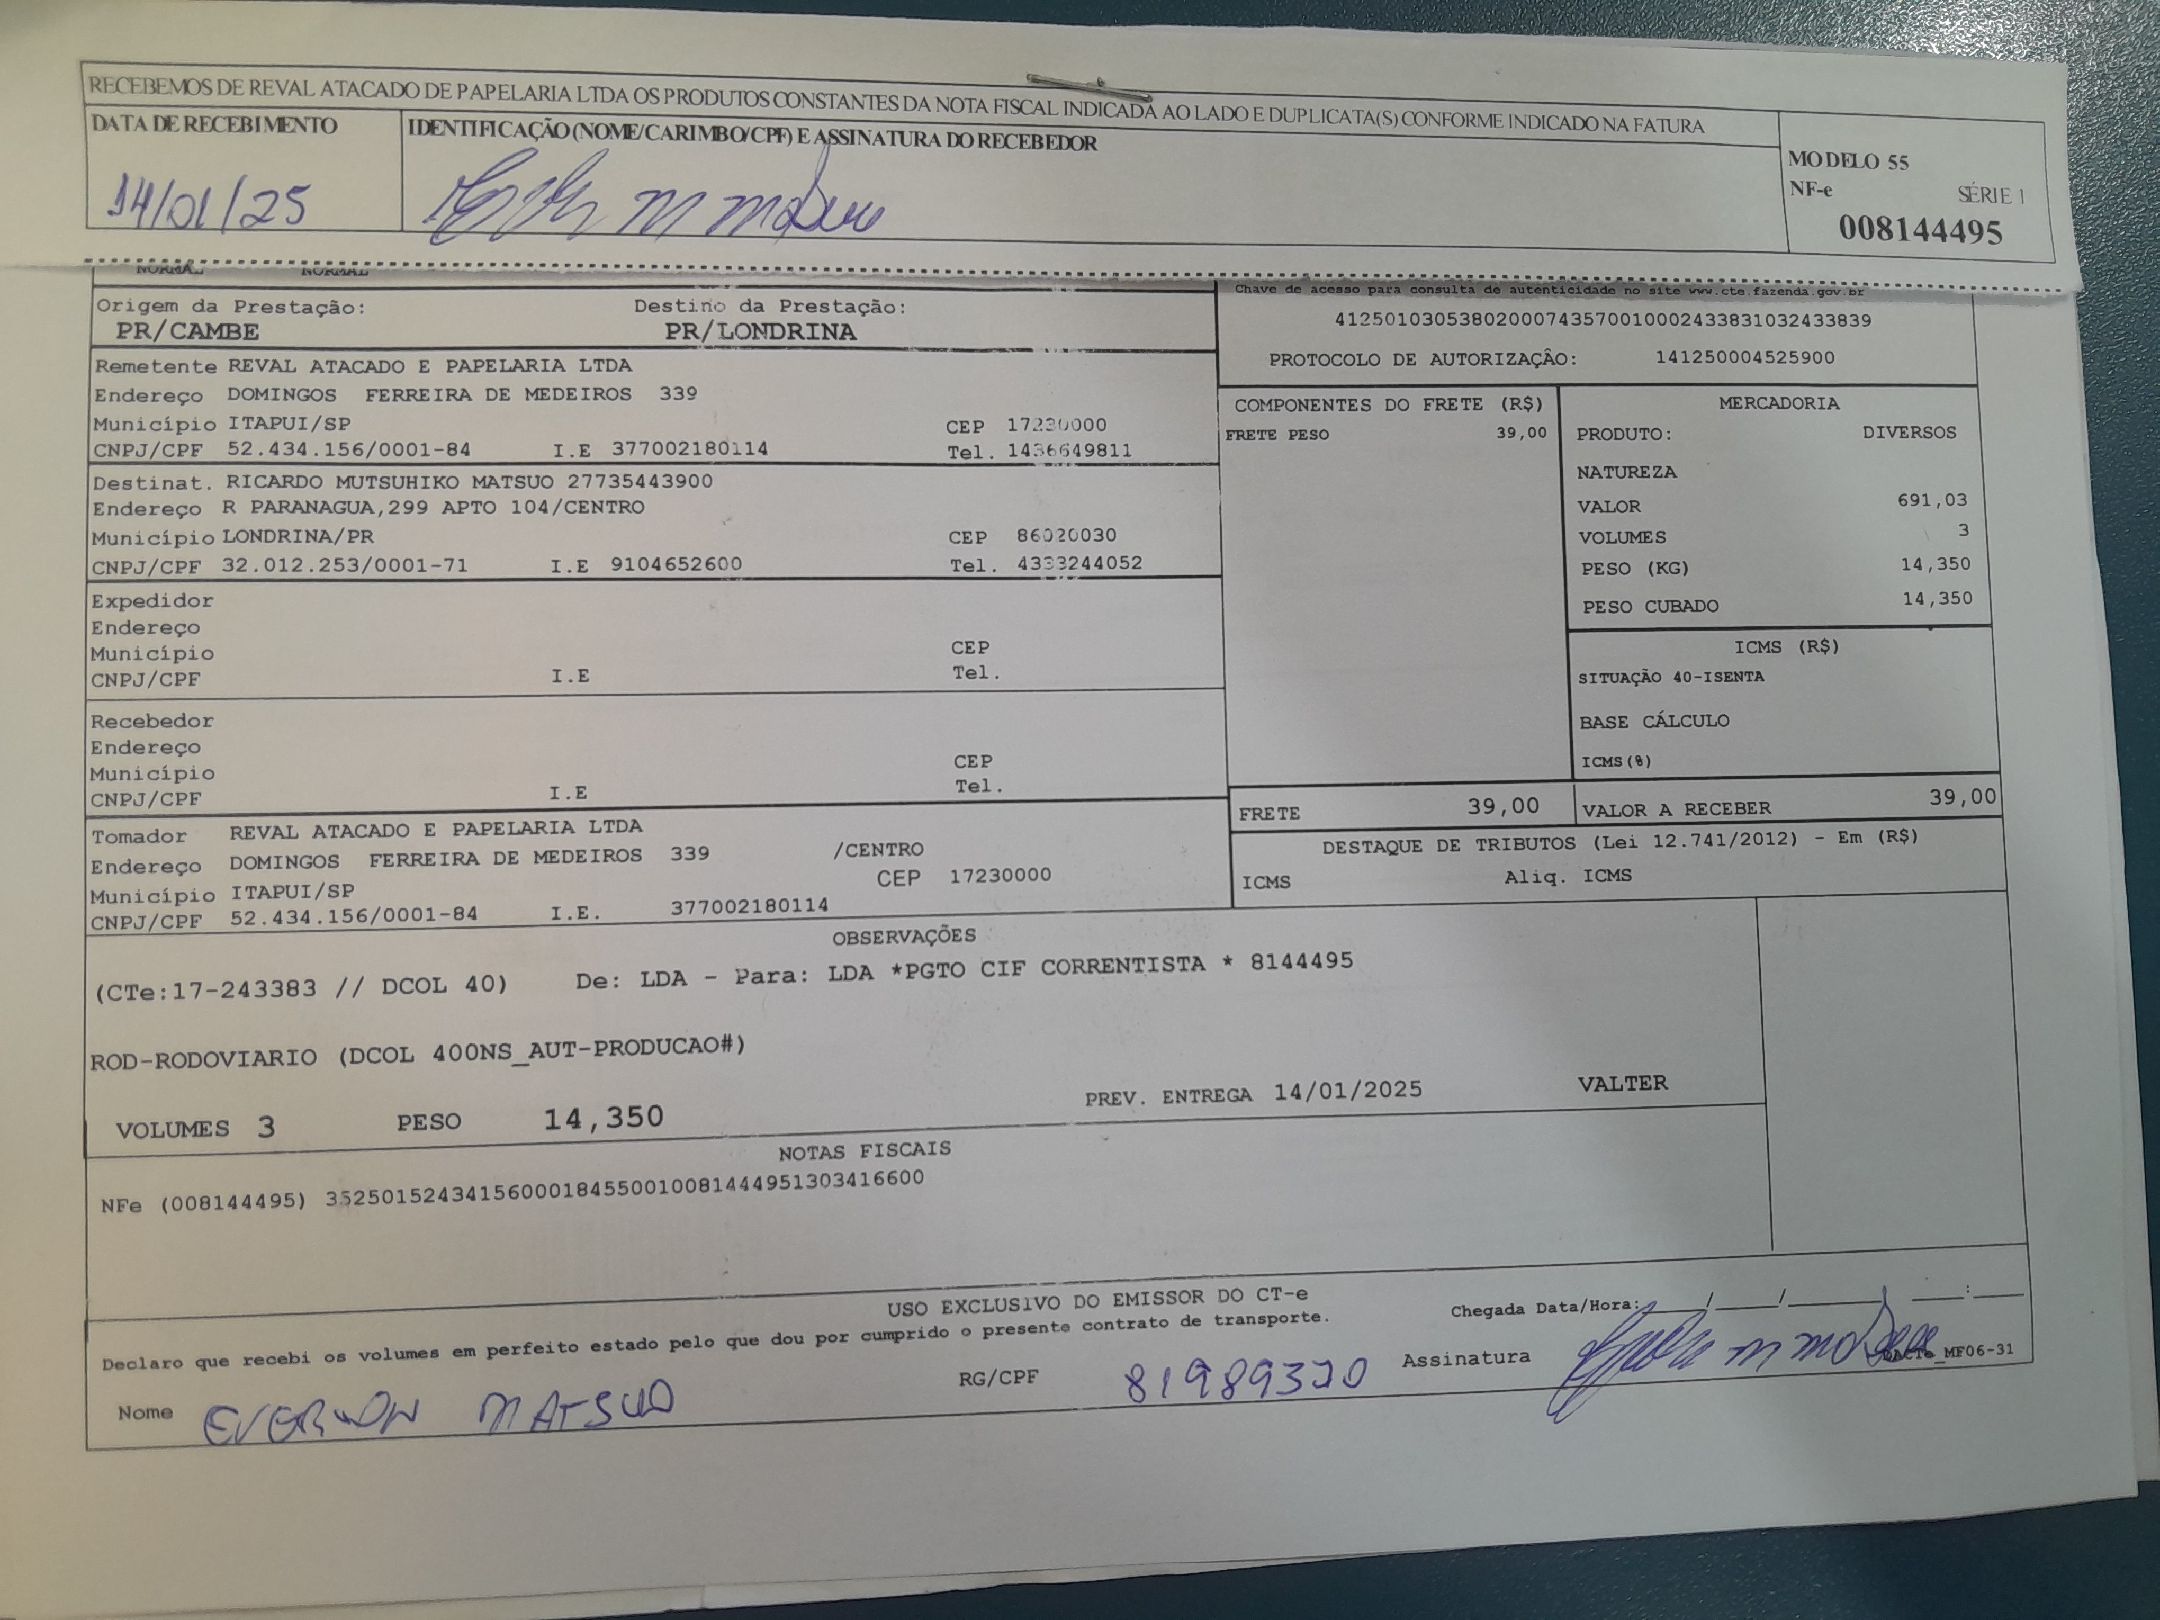 RECEBEMOS DE REVAL ATACADO DE PAPELARIA LTDA OS PRODUTOS CONSTANTES DA NOTA FISCAL INDICADA AO LADO E DUPLICATA(S) CONFORME INDICADO NA FATURA
DATA DE RECEBIMENTO IDENTIFICAÇÃO (NOME/CARIMBO/CPF) E ASSINATURA DO RECEBEDOR
14/01/25
MODELO 55
NF-e SÉRIE 1
008144495
NORMAL NORMAL
Chave de acesso para consulta de autenticidade no site www.cte.fazenda.gov.br
41250103053802000743570010002433831032433839
PROTOCOLO DE AUTORIZAÇÃO: 141250004525900
Origem da Prestação: Destino da Prestação:
PR/CAMBE PR/LONDRINA
Remetente REVAL ATACADO E PAPELARIA LTDA
Endereço DOMINGOS FERREIRA DE MEDEIROS 339
Município ITAPUI/SP CEP 17230000
CNPJ/CPF 52.434.156/0001-84 I.E 377002180114 Tel. 1436649811
Destinat. RICARDO MUTSUHIKO MATSUO 27735443900
Endereço R PARANAGUA,299 APTO 104/CENTRO
Município LONDRINA/PR CEP 86020030
CNPJ/CPF 32.012.253/0001-71 I.E 9104652600 Tel. 4333244052
Expedidor
Endereço
Município CEP
CNPJ/CPF I.E Tel.
Recebedor
Endereço
Município CEP
CNPJ/CPF I.E Tel.
Tomador REVAL ATACADO E PAPELARIA LTDA
Endereço DOMINGOS FERREIRA DE MEDEIROS 339 /CENTRO
Município ITAPUI/SP CEP 17230000
CNPJ/CPF 52.434.156/0001-84 I.E. 377002180114
COMPONENTES DO FRETE (R$)
FRETE PESO 39,00
MERCADORIA
PRODUTO: DIVERSOS
NATUREZA
VALOR 691,03
VOLUMES 3
PESO (KG) 14,350
PESO CUBADO 14,350
ICMS (R$)
SITUAÇÃO 40-ISENTA
BASE CÁLCULO
ICMS(%)
FRETE 39,00 VALOR A RECEBER 39,00
DESTAQUE DE TRIBUTOS (Lei 12.741/2012) - Em (R$)
ICMS Aliq. ICMS
OBSERVAÇÕES
(CTe:17-243383 // DCOL 40) De: LDA - Para: LDA *PGTO CIF CORRENTISTA * 8144495
ROD-RODOVIARIO (DCOL 400NS_AUT-PRODUCAO#)
VOLUMES 3 PESO 14,350 PREV. ENTREGA 14/01/2025 VALTER
NOTAS FISCAIS
NFe (008144495) 35250152434156000184550010081444951303416600
USO EXCLUSIVO DO EMISSOR DO CT-e
Declaro que recebi os volumes em perfeito estado pelo que dou por cumprido o presente contrato de transporte.
Chegada Data/Hora: ___/___/_____ ___:___
Nome MATSUO RG/CPF 81989320 Assinatura
DACTe_MF06-31